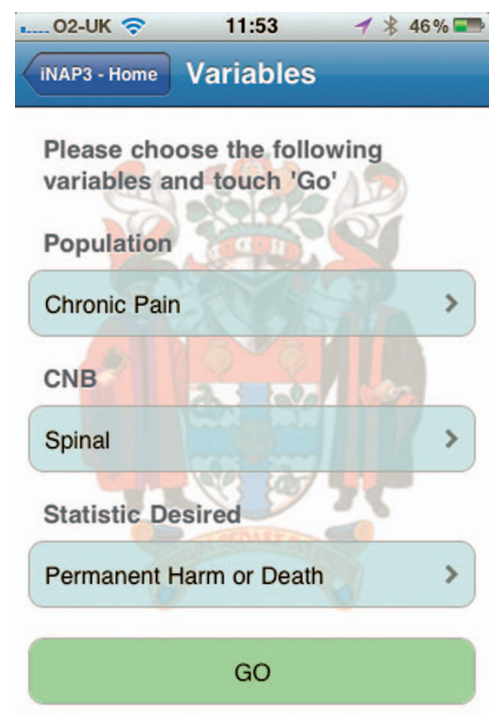 ..... O2-UK 11:53 46%
iNAP3 - Home Variables
Please choose the following
variables and touch 'Go'
Population
Chronic Pain
CNB
Spinal
Statistic Desired
Permanent Harm or Death
GO